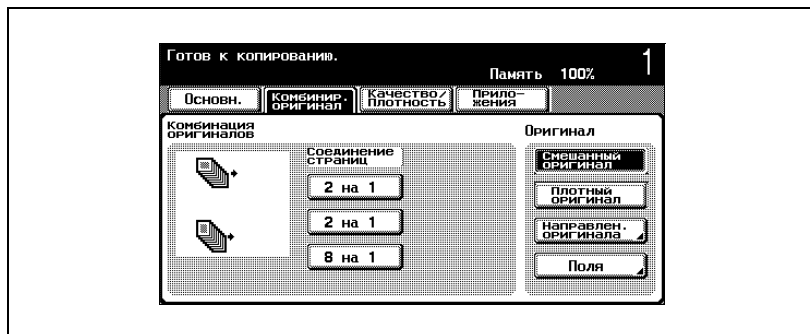 Готов к копированию.
Память 100% 1
Основн.
Комбинир.
оригинал
Качество/
плотность
Прило-
жения
Комбинация
оригиналов
Соединение
страниц
2 на 1
2 на 1
8 на 1
Оригинал
Смешанный
оригинал
Плотный
оригинал
Направлен.
оригинала
Поля